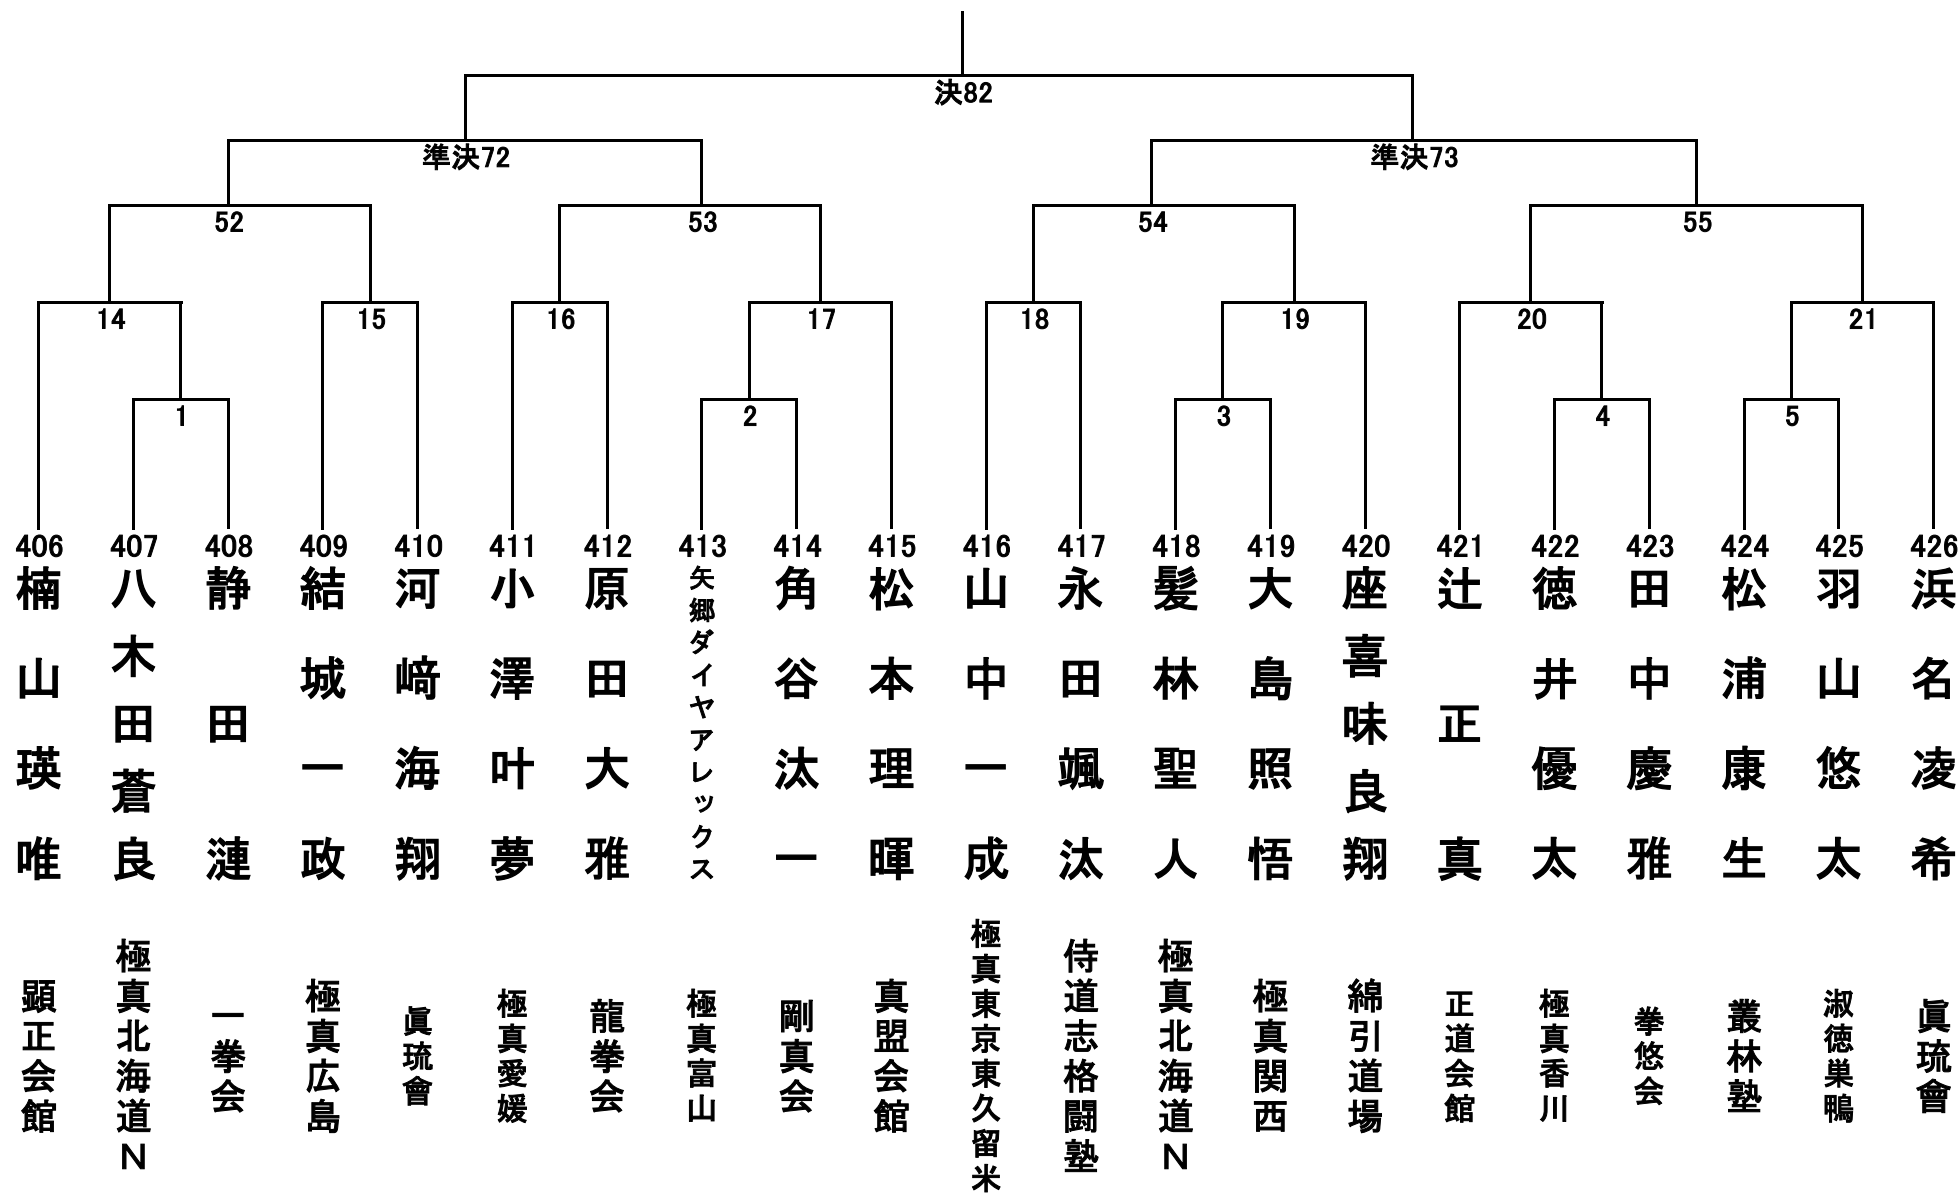 決82
準決72
準決73
52
53
54
55
14
15
16
17
18
19
20
21
1
2
3
4
5
406
407
408
409
410
411
412
413
414
415
416
417
418
419
420
421
422
423
424
425
426
楠山瑛唯
八木田蒼良
静田漣
結城一政
河﨑海翔
小澤叶夢
原田大雅
矢郷ダイヤアレックス
角谷汰一
松本理暉
山中一成
永田颯汰
髪林聖人
大島照悟
座喜味良翔
辻正真
徳井優太
田中慶雅
松浦康生
羽山悠太
浜名凌希
顕正会館
極真北海道Ｎ
一拳会
極真広島
眞琉會
極真愛媛
龍拳会
極真富山
剛真会
真盟会館
極真東京東久留米
侍道志格闘塾
極真北海道Ｎ
極真関西
綿引道場
正道会館
極真香川
拳悠会
叢林塾
淑徳巣鴨
眞琉會